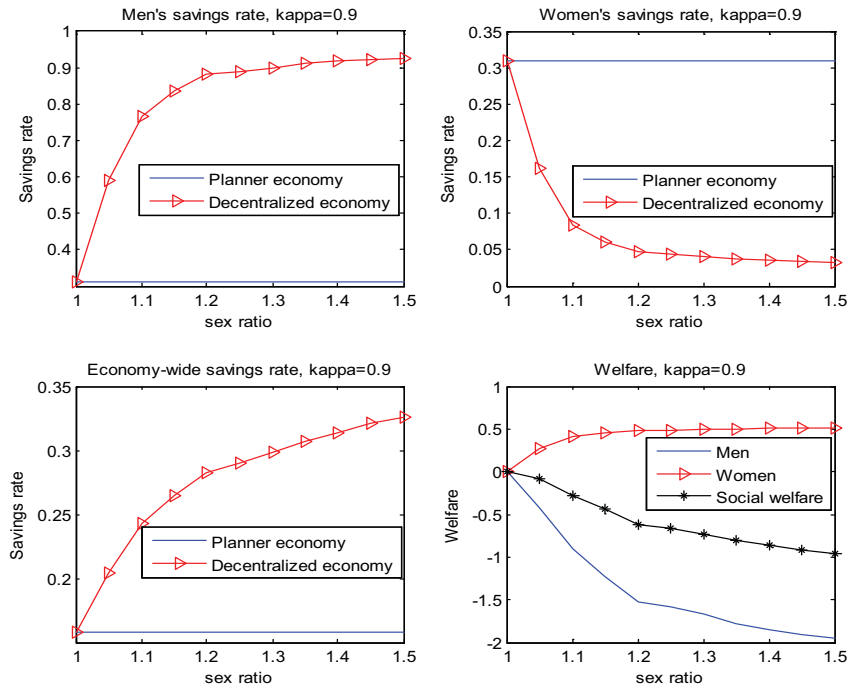 Men's savings rate, kappa=0.9
Savings rate
1
0.9
0.8
0.7
0.6
0.5
0.4
Planner economy
Decentralized economy
1 1.1 1.2 1.3 1.4 1.5
sex ratio
Women's savings rate, kappa=0.9
Savings rate
0.35
0.3
0.25
0.2
0.15
0.1
0.05
0
Planner economy
Decentralized economy
1 1.1 1.2 1.3 1.4 1.5
sex ratio
Economy-wide savings rate, kappa=0.9
Savings rate
0.35
0.3
0.25
0.2
Planner economy
Decentralized economy
1 1.1 1.2 1.3 1.4 1.5
sex ratio
Welfare, kappa=0.9
Welfare
1
0.5
0
-0.5
-1
-1.5
-2
Men
Women
Social welfare
1 1.1 1.2 1.3 1.4 1.5
sex ratio